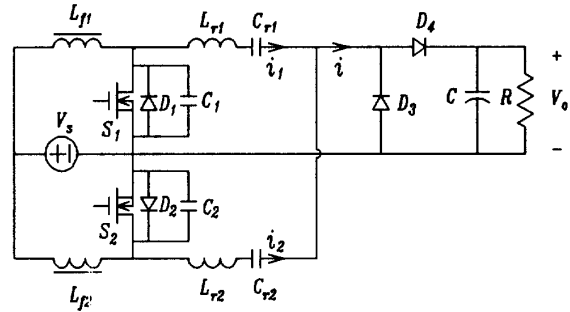 L_f1
L_r1
C_r1
i_1
i
D_4
S_1
D_1
C_1
D_3
C
R
+
V_o
-
V_s
+
S_2
D_2
C_2
i_2
L_f2
L_r2
C_r2